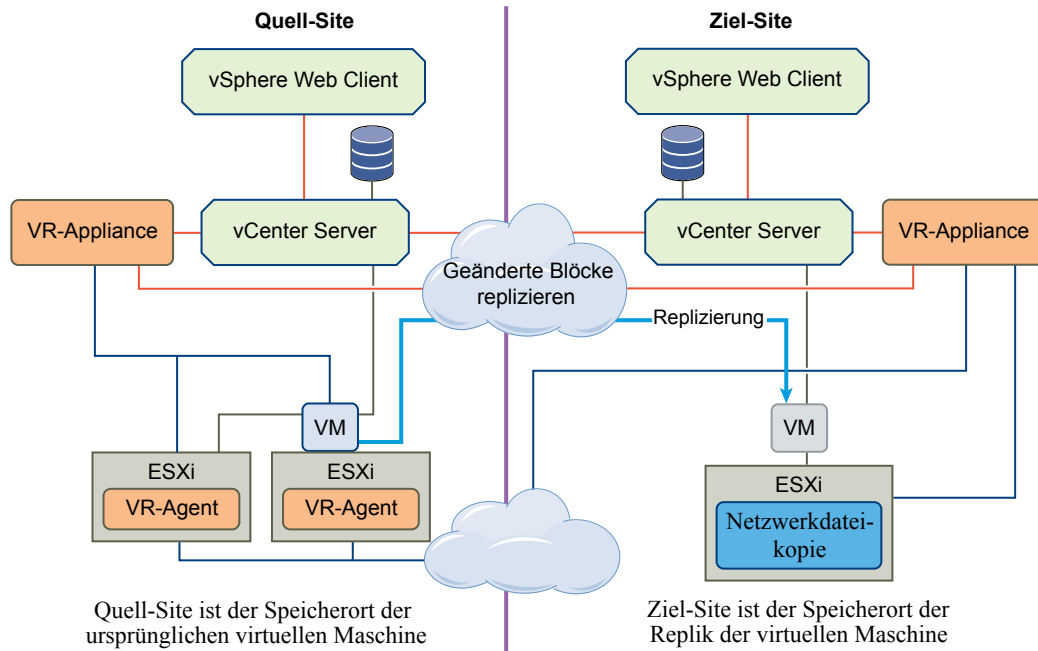 Quell-Site
Ziel-Site
vSphere Web Client
vSphere Web Client
VR-Appliance
vCenter Server
vCenter Server
VR-Appliance
Geänderte Blöcke
replizieren
Replizierung
VM
VM
ESXi
VR-Agent
ESXi
VR-Agent
ESXi
Netzwerkdatei-
kopie
Quell-Site ist der Speicherort der
ursprünglichen virtuellen Maschine
Ziel-Site ist der Speicherort der
Replik der virtuellen Maschine